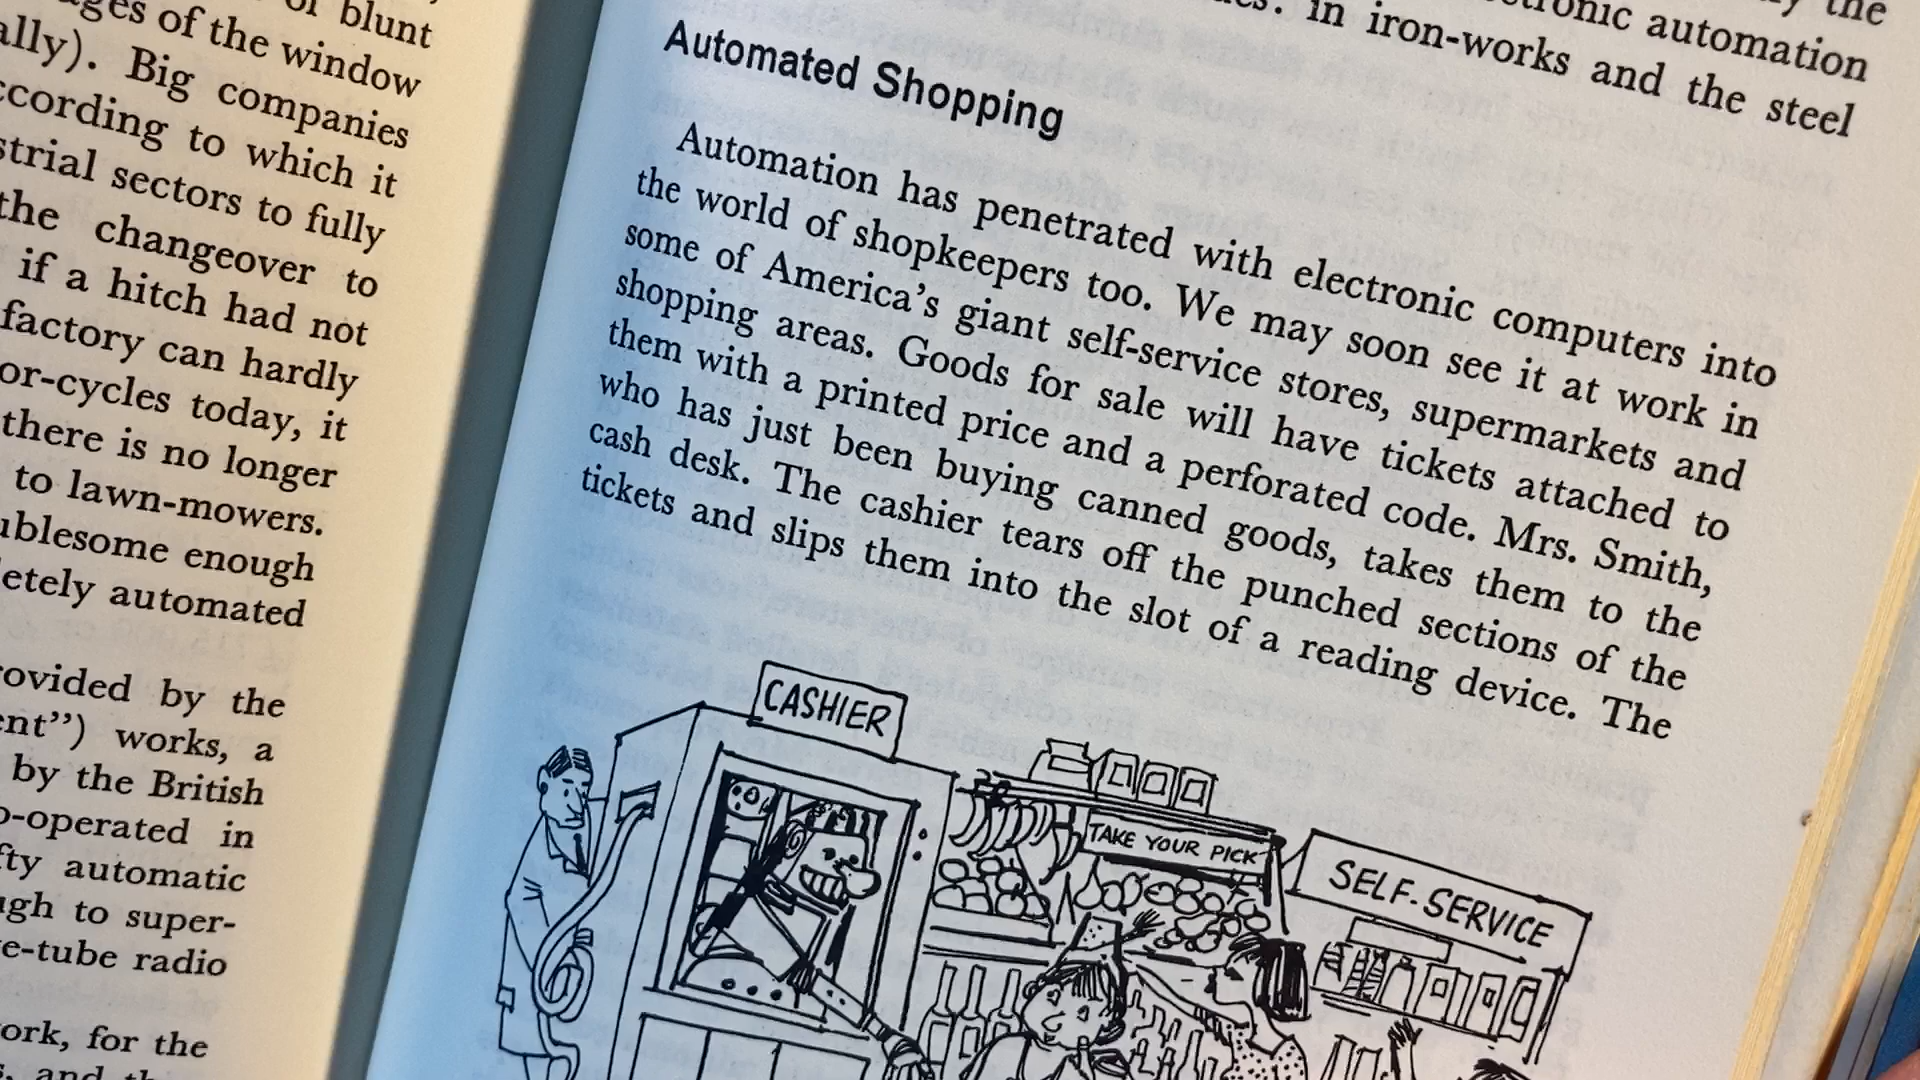 or blunt
ages of the window
ally). Big companies
ccording to which it
strial sectors to fully
the changeover to
if a hitch had not
factory can hardly
or-cycles today, it
there is no longer
to lawn-mowers.
ublesome enough
etely automated
rovided by the
ent”) works, a
by the British
o-operated in
fty automatic
ugh to super-
e-tube radio
ork, for the
the
ctronic automation
in iron-works and the steel
Automated Shopping
Automation has penetrated with electronic computers into
the world of shopkeepers too. We may soon see it at work in
some of America’s giant self-service stores, supermarkets and
shopping areas. Goods for sale will have tickets attached to
them with a printed price and a perforated code. Mrs. Smith,
who has just been buying canned goods, takes them to the
cash desk. The cashier tears off the punched sections of the
tickets and slips them into the slot of a reading device. The
CASHIER
TAKE YOUR PICK
SELF-SERVICE